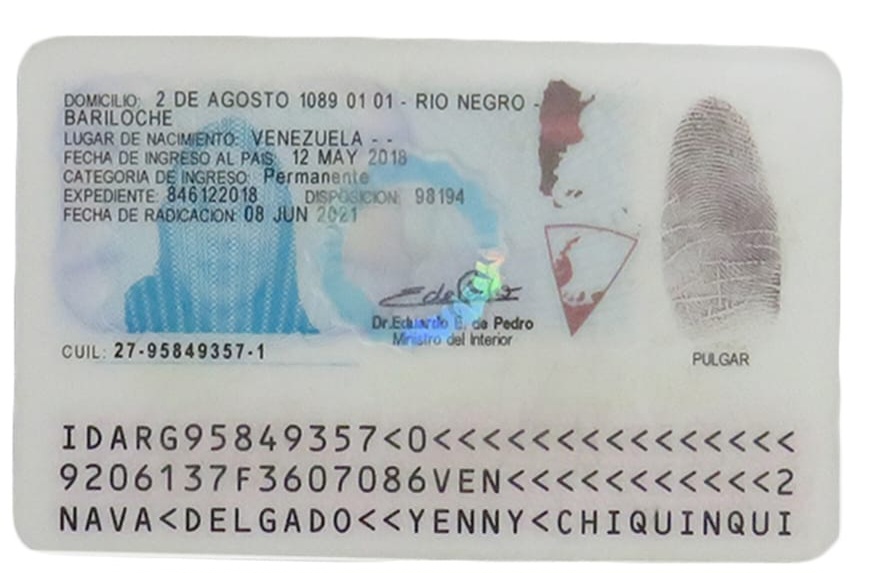 DOMICILIO: 2 DE AGOSTO 1089 01 01 - RIO NEGRO -
BARILOCHE
LUGAR DE NACIMIENTO: VENEZUELA - -
FECHA DE INGRESO AL PAIS: 12 MAY 2018
CATEGORIA DE INGRESO: Permanente
EXPEDIENTE: 846122018 DISPOSICION: 98194
FECHA DE RADICACION: 08 JUN 2021
Dr. Eduardo E. de Pedro
Ministro del Interior
CUIL: 27-95849357-1
PULGAR
IDARG95849357<0<<<<<<<<<<<<<<<
9206137F3607086VEN<<<<<<<<<<<2
NAVA<DELGADO<<YENNY<CHIQUINQUI